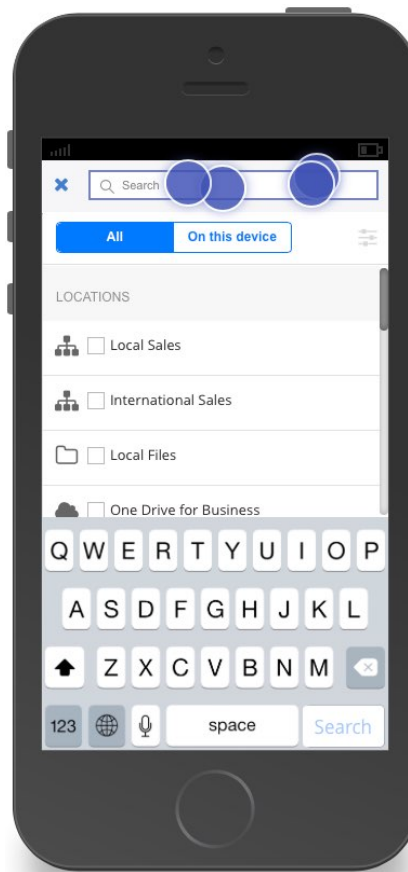 Search
All On this device
LOCATIONS
Local Sales
International Sales
Local Files
One Drive for Business
Q W E R T Y U I O P
A S D F G H J K L
Z X C V B N M
123 space Search